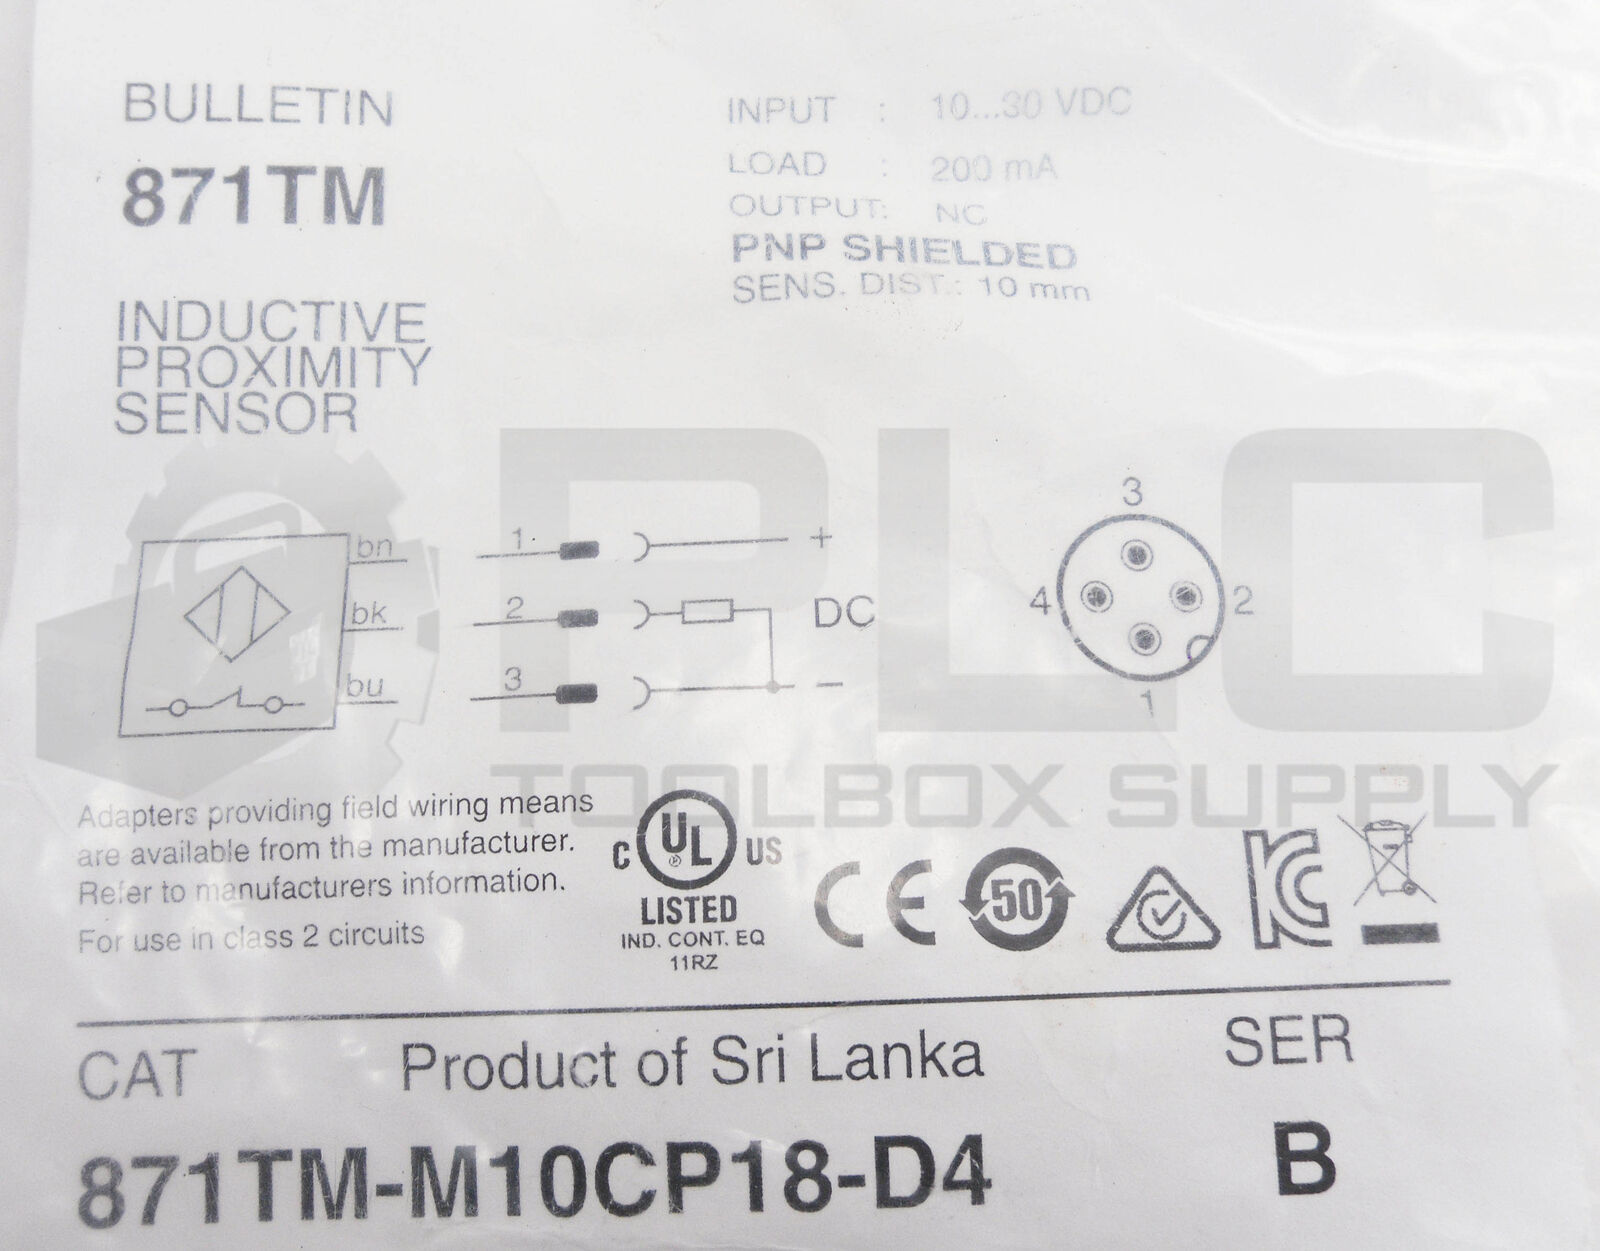 BULLETIN
871TM
INDUCTIVE
PROXIMITY
SENSOR
INPUT : 10...30 VDC
LOAD : 200 mA
OUTPUT: NC
PNP SHIELDED
SENS. DIST.: 10 mm
bn
bk
bu
1
2
3
+
DC
−
3
4
2
1
PLC
TOOLBOX SUPPLY
Adapters providing field wiring means
are available from the manufacturer.
Refer to manufacturers information.
For use in class 2 circuits
C UL US
LISTED
IND. CONT. EQ
11RZ
CE
50
KC
CAT
Product of Sri Lanka
SER
871TM-M10CP18-D4
B